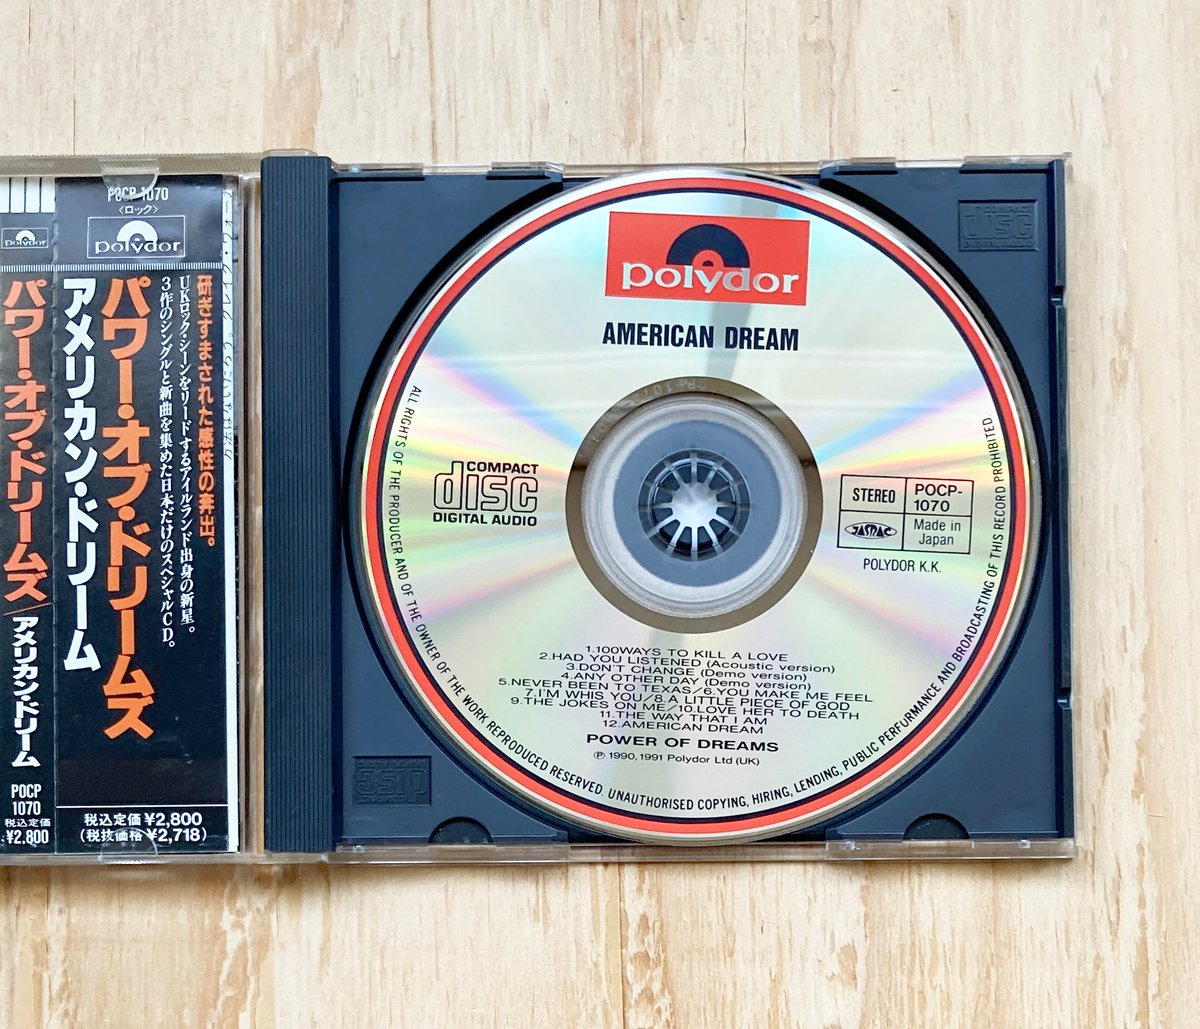 POCP
1070
polydor
パワー・オブ・ドリームズ/アメリカン・ドリーム
POCP
1070
税込定価
¥2,800
POCP-1070
〈ロック〉
polydor
研ぎすまされた感性の奔出。
UKロック・シーンをリードするアイルランド出身の新星。
3作のシングルと新曲を集めた日本だけのスペシャルCD。
パワー・オブ・ドリームズ
アメリカン・ドリーム
税込定価¥2,800
(税抜価格 ¥2,718)
polydor
AMERICAN DREAM
COMPACT
disc
DIGITAL AUDIO
STEREO
POCP-
1070
JASRAC
Made in
Japan
POLYDOR K.K.
1.100WAYS TO KILL A LOVE
2.HAD YOU LISTENED (Acoustic version)
3.DON'T CHANGE (Demo version)
4.ANY OTHER DAY (Demo version)
5.NEVER BEEN TO TEXAS/6.YOU MAKE ME FEEL
7.I'M WHIS YOU/8.A LITTLE PIECE OF GOD
9.THE JOKES ON ME/10.LOVE HER TO DEATH
11.THE WAY THAT I AM
12.AMERICAN DREAM
POWER OF DREAMS
Ⓟ 1990, 1991 Polydor Ltd (UK)
ALL RIGHTS OF THE PRODUCER AND OF THE OWNER OF THE WORK REPRODUCED RESERVED. UNAUTHORISED COPYING, HIRING, LENDING, PUBLIC PERFURMANCE AND BROADCASTING OF THIS RECORD PROHIBITED
COMPACT
disc
DIGITAL AUDIO